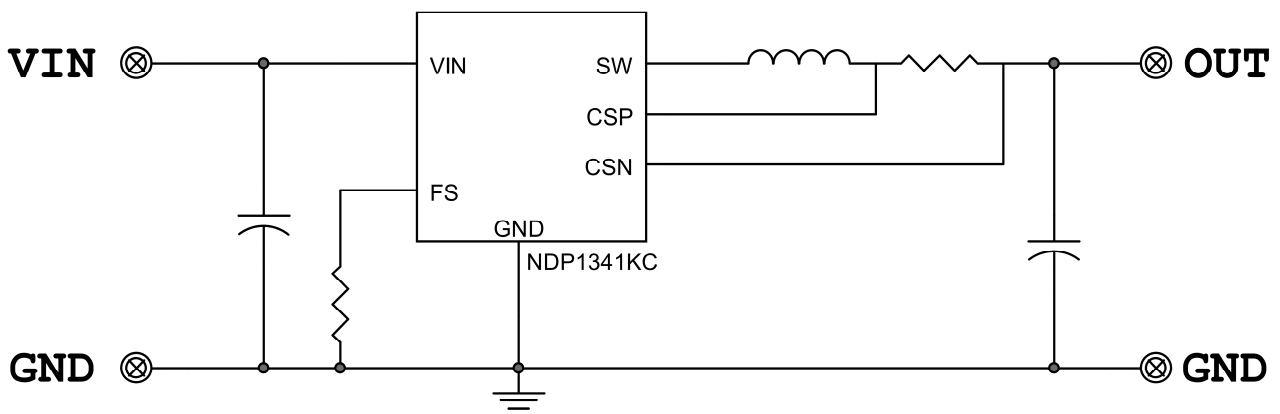 VIN
VIN
SW
OUT
CSP
CSN
FS
GND
NDP1341KC
GND
GND